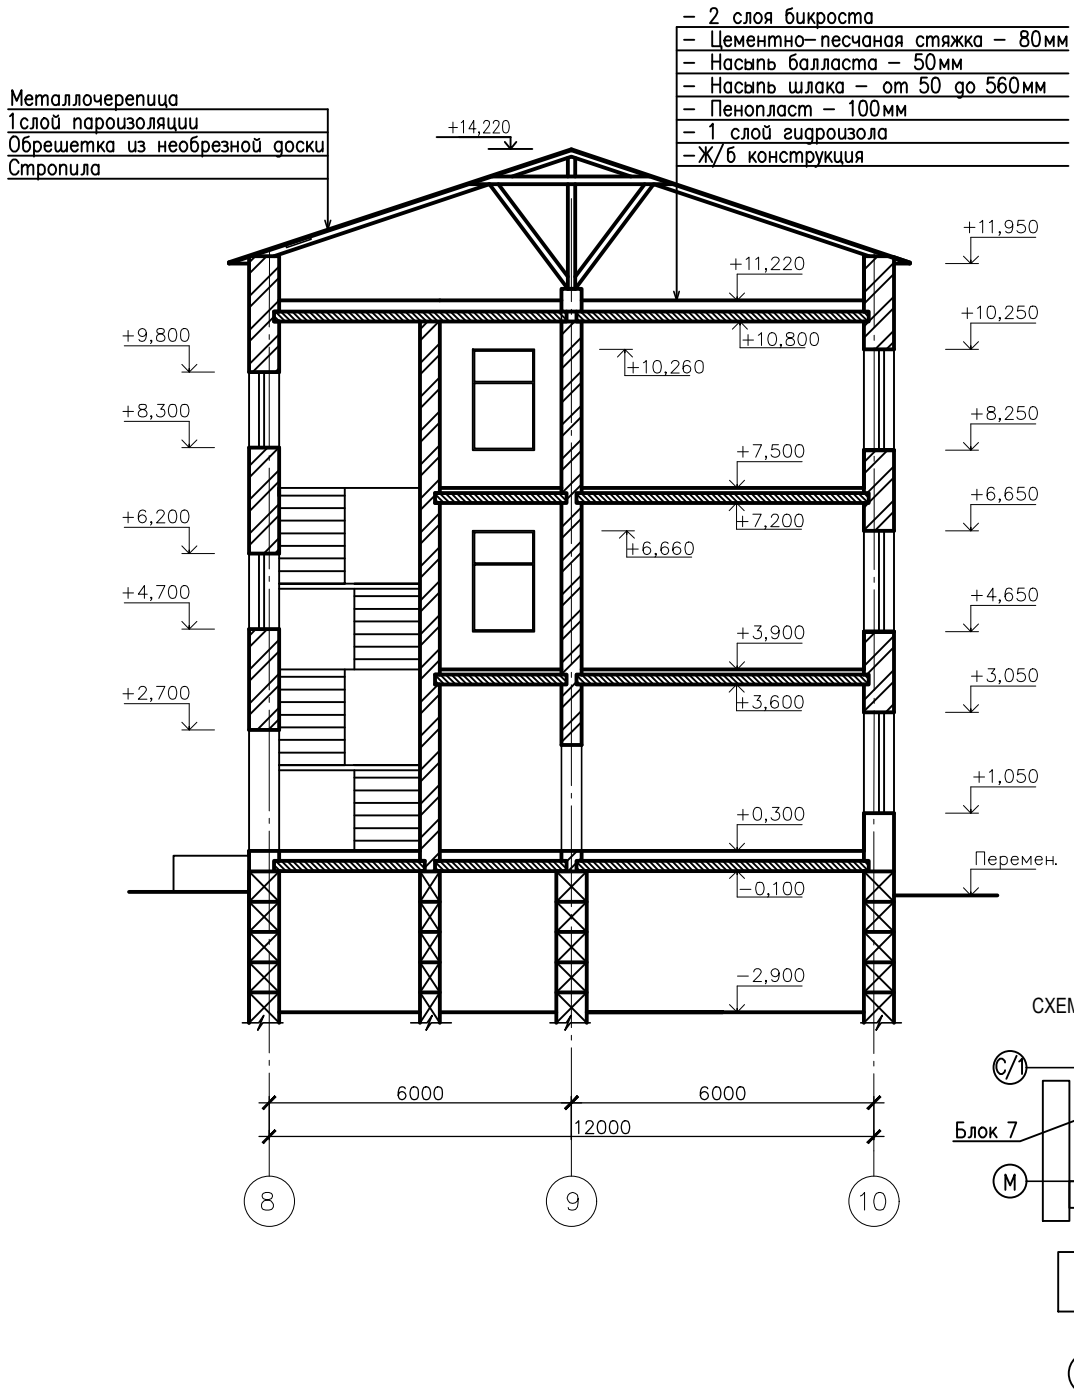 – 2 слоя бикроста
– Цементно–песчаная стяжка – 80мм
– Насыпь балласта – 50мм
– Насыпь шлака – от 50 до 560мм
– Пенопласт – 100мм
– 1 слой гидроизола
–Ж/б конструкция
Металлочерепица
1слой пароизоляции
Обрешетка из необрезной доски
Стропила
+14,220
+11,950
+11,220
+10,250
+9,800
+10,800
+10,260
+8,300
+8,250
+7,500
+6,650
+6,200
+7,200
+6,660
+4,700
+4,650
+3,900
+3,050
+2,700
+3,600
+1,050
+0,300
Перемен.
–0,100
–2,900
СХЕМ
С/1
6000
6000
12000
Блок 7
М
8
9
10